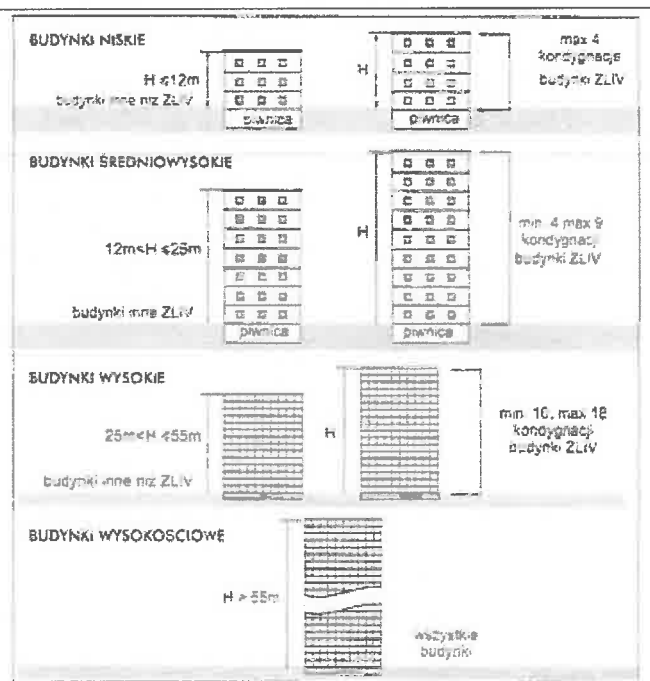 BUDYNKI NISKIE
H ≤12m
budynki inne niż ZLIV
piwnica
H
piwnica
max 4
kondygnacje
budynki ZLIV
BUDYNKI ŚREDNIOWYSOKIE
12m<H ≤25m
budynki inne ZLIV
piwnica
H
piwnica
min. 4 max 9
kondygnacji
budynki ZLIV
BUDYNKI WYSOKIE
25m<H ≤55m
budynki inne niż ZLIV
H
min. 10, max 18
kondygnacji
budynki ZLIV
BUDYNKI WYSOKOŚCIOWE
H > 55m
wszystkie
budynki